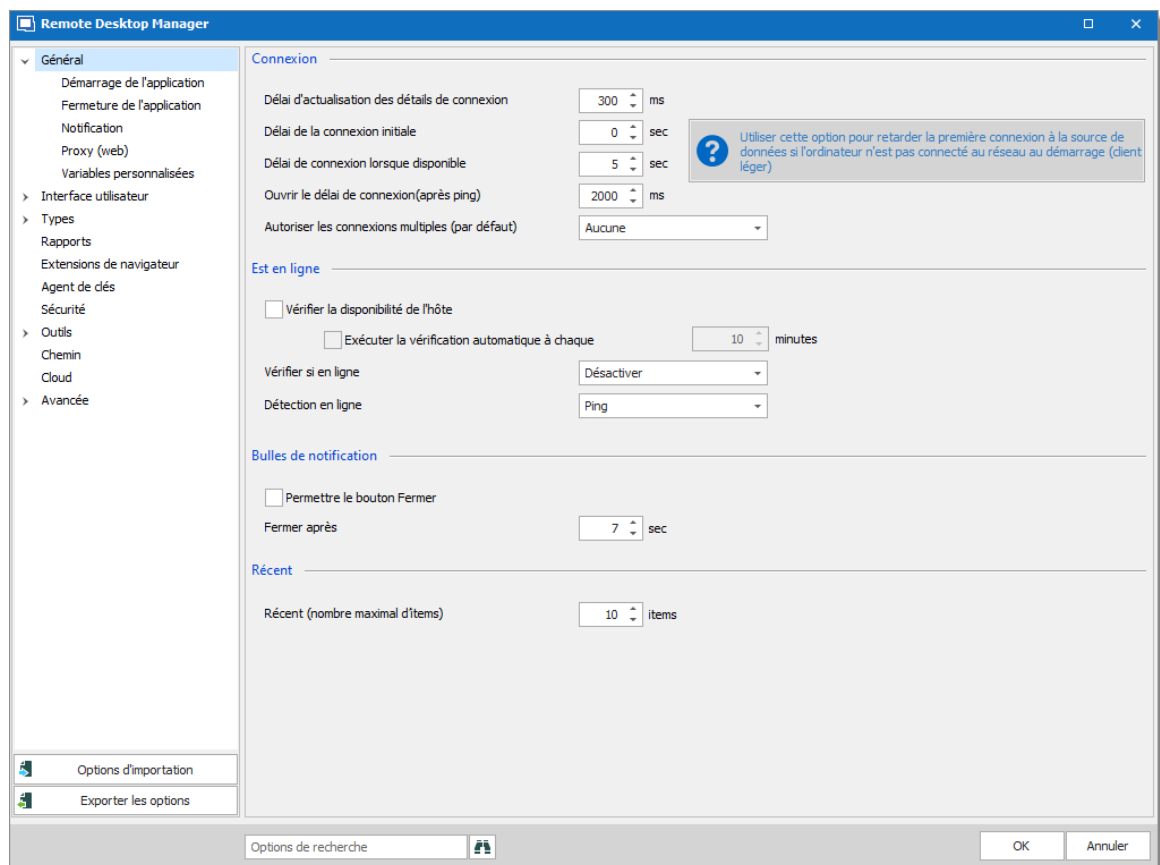 Remote Desktop Manager
Général
Démarrage de l'application
Fermeture de l'application
Notification
Proxy (web)
Variables personnalisées
Interface utilisateur
Types
Rapports
Extensions de navigateur
Agent de clés
Sécurité
Outils
Chemin
Cloud
Avancée
Options d'importation
Exporter les options
Connexion
Délai d'actualisation des détails de connexion 300 ms
Délai de la connexion initiale 0 sec
Utiliser cette option pour retarder la première connexion à la source de
données si l'ordinateur n'est pas connecté au réseau au démarrage (client
léger)
Délai de connexion lorsque disponible 5 sec
Ouvrir le délai de connexion(après ping) 2000 ms
Autoriser les connexions multiples (par défaut) Aucune
Est en ligne
Vérifier la disponibilité de l'hôte
Exécuter la vérification automatique à chaque 10 minutes
Vérifier si en ligne Désactiver
Détection en ligne Ping
Bulles de notification
Permettre le bouton Fermer
Fermer après 7 sec
Récent
Récent (nombre maximal d'items) 10 items
Options de recherche
OK Annuler